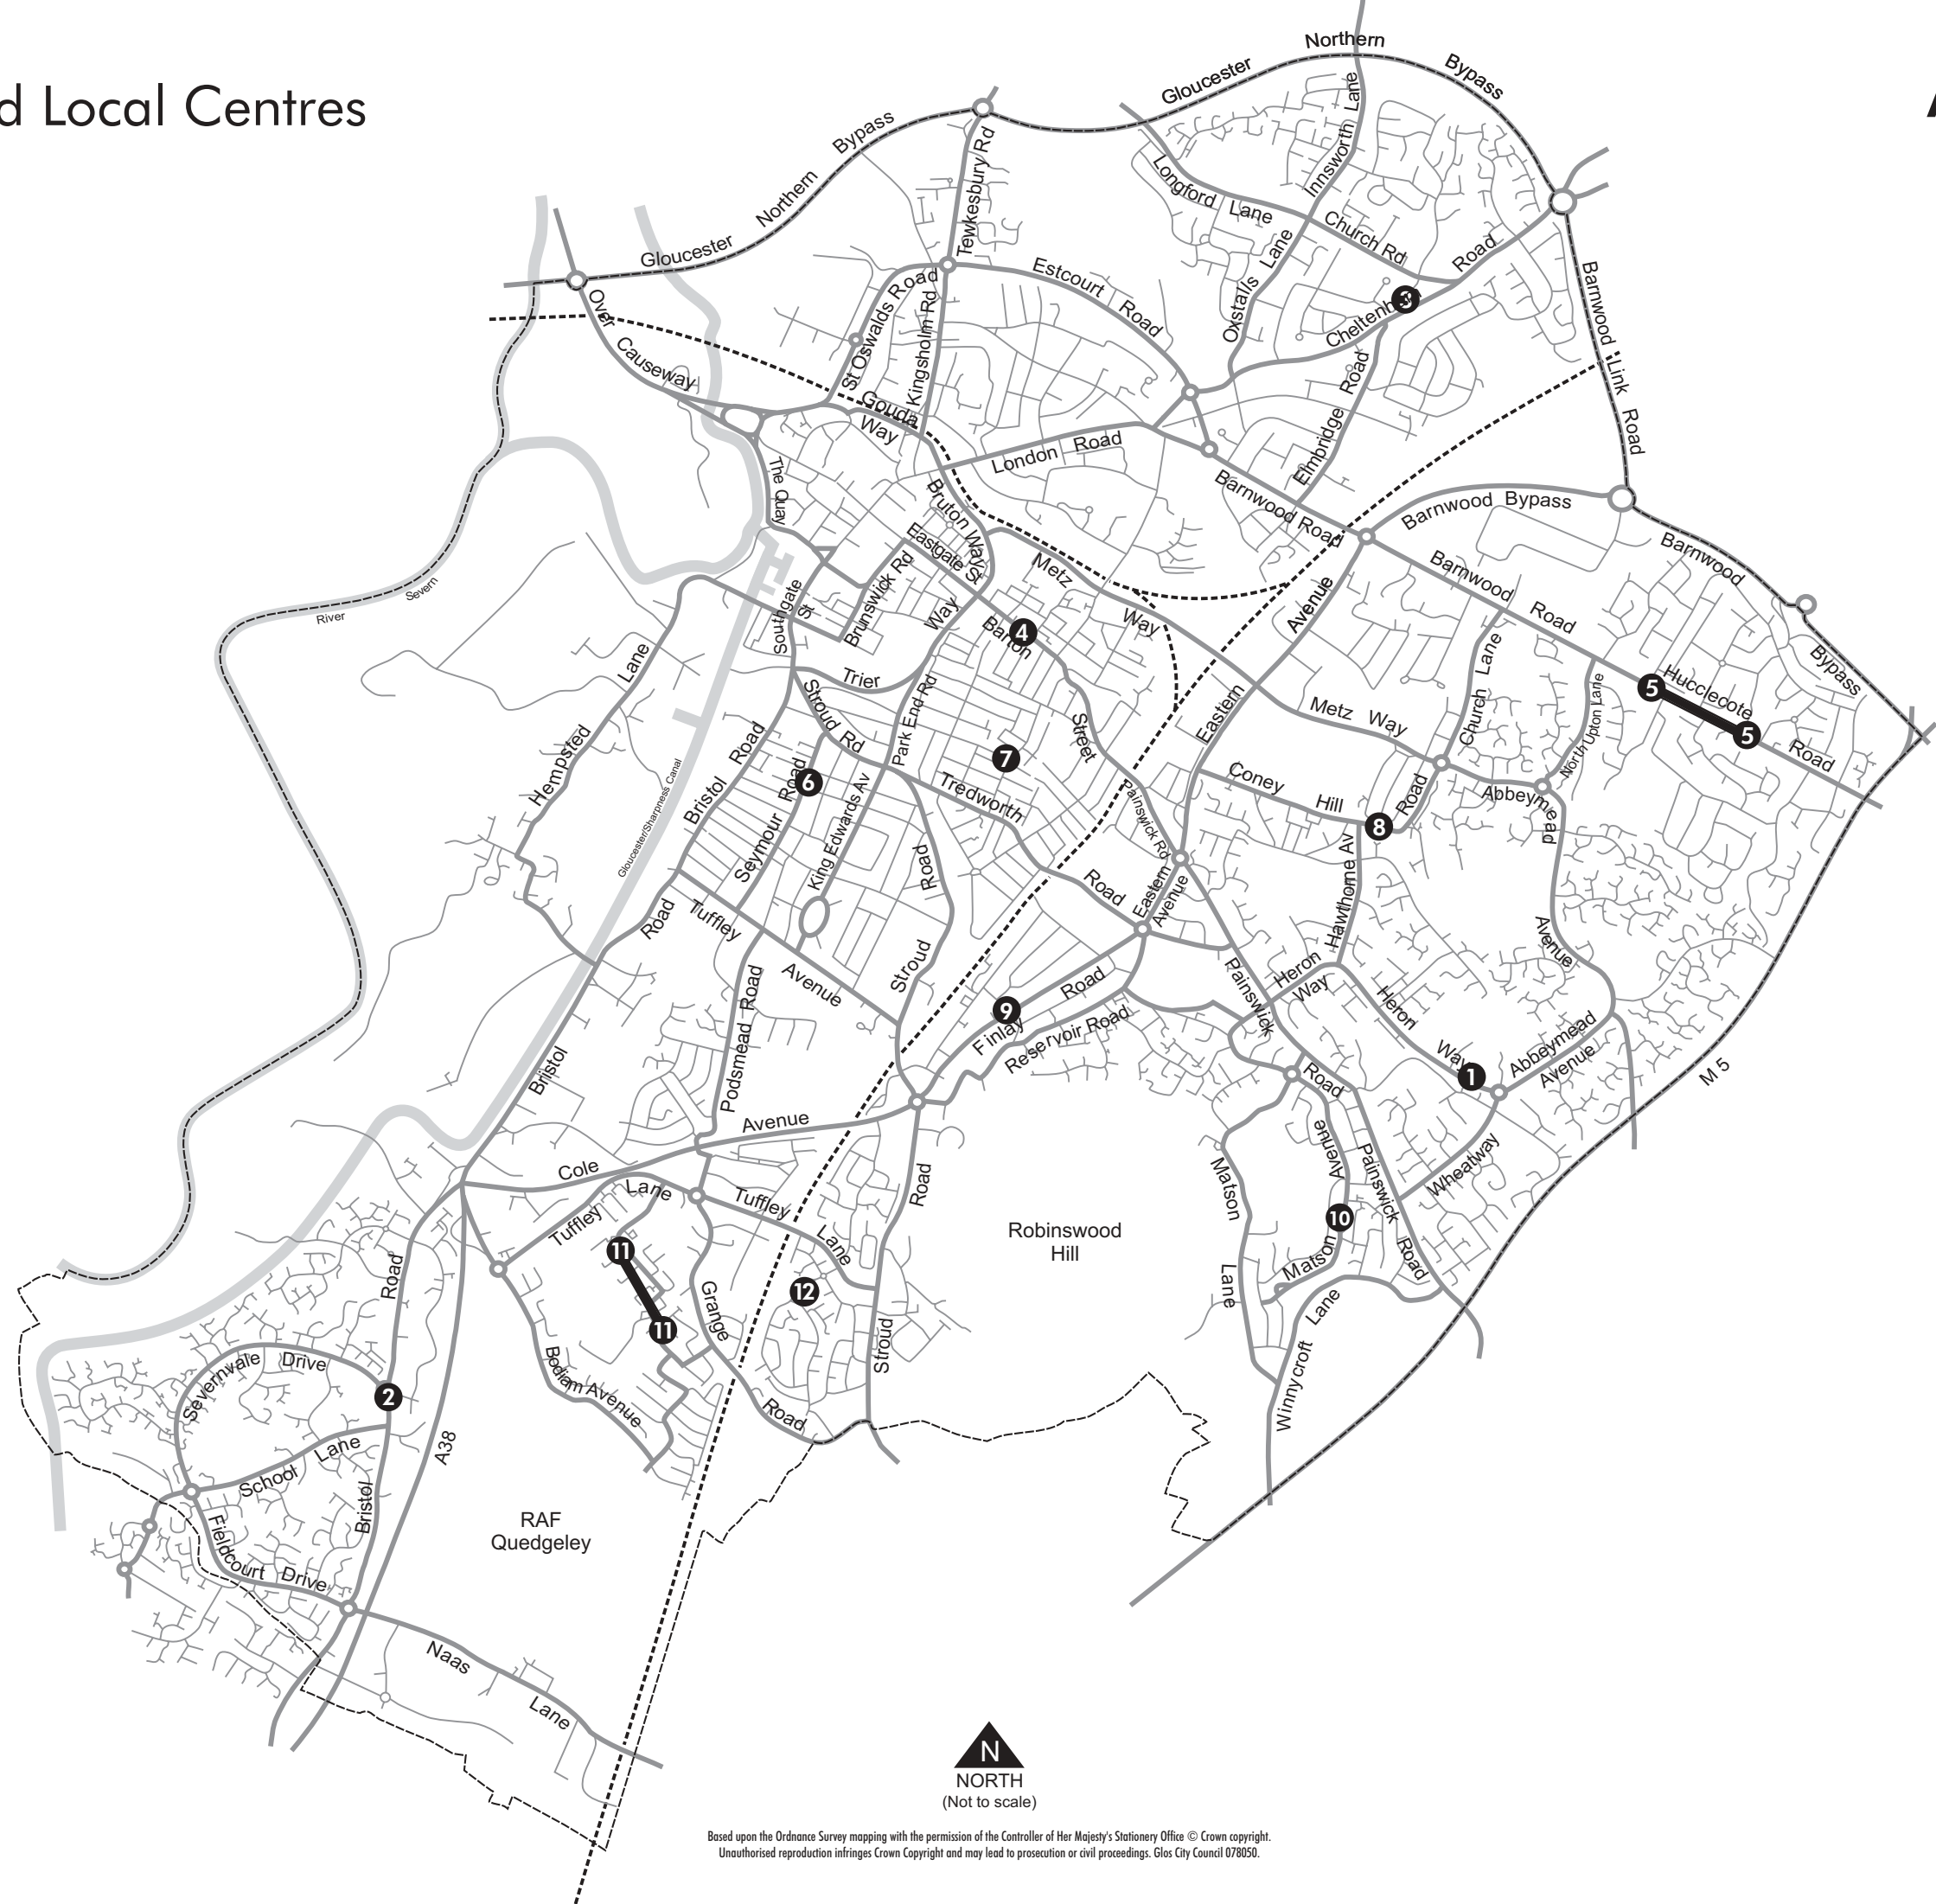 d Local Centres
Northern
Gloucester
Bypass
Bypass
Northern
Gloucester
Tewkesbury Rd
Longford Lane
Innsworth Lane
Church Rd
Road
Oxstalls Lane
3
Over
Causeway
St Oswalds Road
Kingsholm Rd
Estcourt Road
Elmbridge Road
Barnwood Link Road
Gouda
Way
London Road
Barnwood Road
Barnwood Bypass
The Quay
Bruton Way
Eastgate St
Brunswick Rd
Metz
Way
Avenue
Barnwood
Road
Barnwood
Bypass
River
Severn
Southgate
St
Way
Barton
4
Trier
Stroud Rd
Park End Rd
Street
Eastern
Metz Way
Church Lane
North Upton Lane
5
Hucclecote
5
Road
Lane
Hempsted
Gloucester/Sharpness Canal
Bristol Road
Road
6
Seymour
King Edwards Av
7
Tredworth
Painswick Rd
Coney
Hill
8
Road
Abbeymead
Hawthorne Av
Road
Tuffley
Avenue
Road
Stroud
Road
Eastern
Avenue
Avenue
Painswick
Heron
Way
Heron
Way
1
Abbeymead
Avenue
M 5
Bristol
Podsmead Road
9
Finlay
Road
Reservoir Road
Road
Avenue
Cole
Avenue
Tuffley
Lane
Tuffley
Lane
Road
Robinswood
Hill
Matson
Lane
Painswick
Road
Wheatway
10
Matson
Lane
Winnycroft
11
11
12
Grange
Road
Stroud
Bodiam Avenue
Road
Severnvale Drive
2
School Lane
Bristol
A38
Fieldcourt Drive
RAF
Quedgeley
Naas
Lane
N
NORTH
(Not to scale)
Based upon the Ordnance Survey mapping with the permission of the Controller of Her Majesty's Stationery Office © Crown copyright.
Unauthorised reproduction infringes Crown Copyright and may lead to prosecution or civil proceedings. Glos City Council 078050.